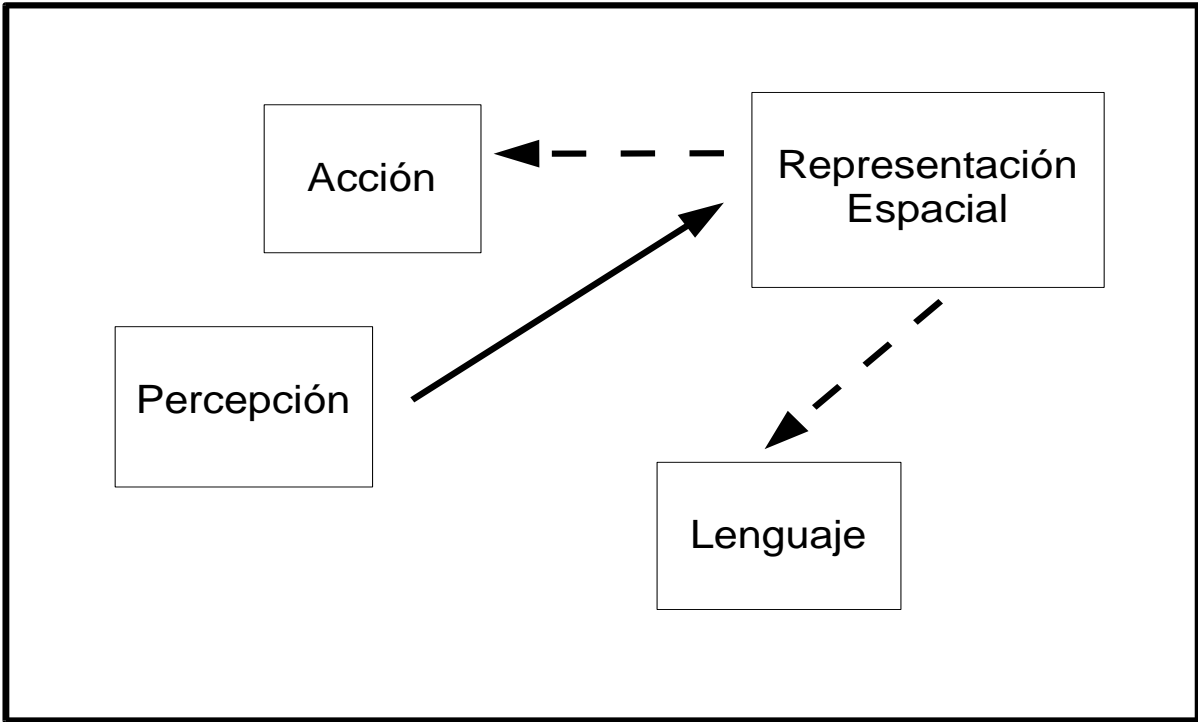 Acción
Representación
Espacial
Percepción
Lenguaje